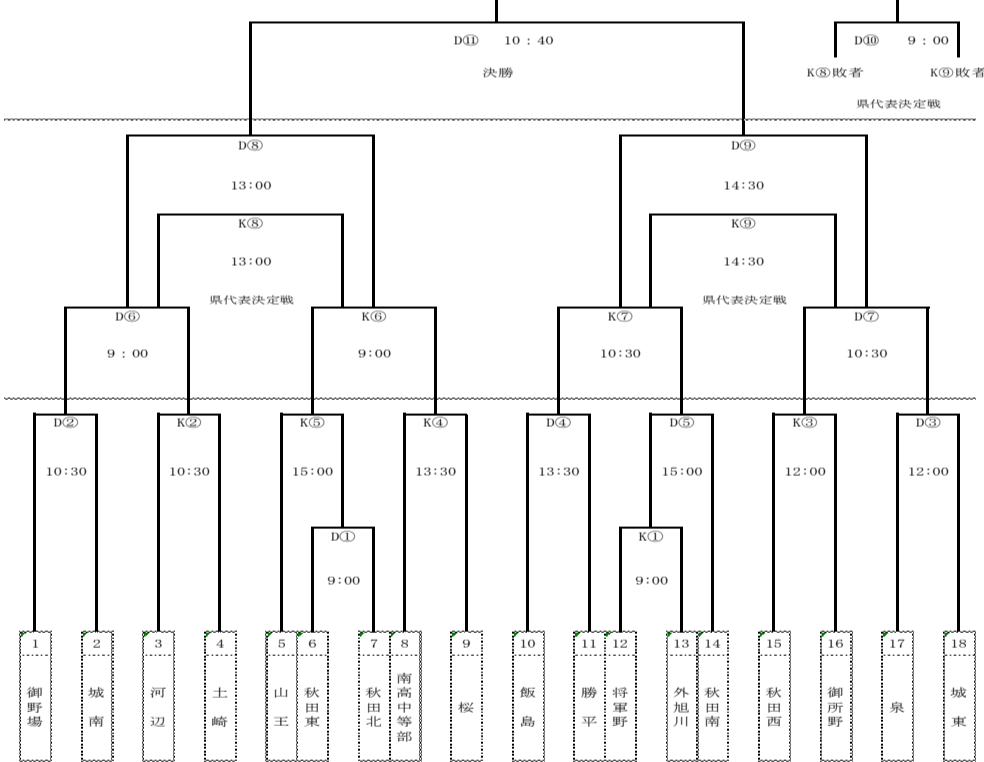 D⑪ 10：40
D⑩ 9：00
決勝
K⑧敗者 K⑨敗者
県代表決定戦
D⑧ D⑨
13:00 14:30
K⑧ K⑨
13:00 14:30
県代表決定戦 県代表決定戦
D⑥ K⑥ K⑦ D⑦
9：00 9:00 10:30 10:30
D② K② K⑤ K④ D④ D⑤ K③ D③
10:30 10:30 15:00 13:30 13:30 15:00 12:00 12:00
D① K①
9:00 9:00
1 2 3 4 5 6 7 8 9 10 11 12 13 14 15 16 17 18
御野場
城南
河辺
土崎
山王
秋田東
秋田北
南高中等部
桜
飯島
勝平
将軍野
外旭川
秋田南
秋田西
御所野
泉
城東